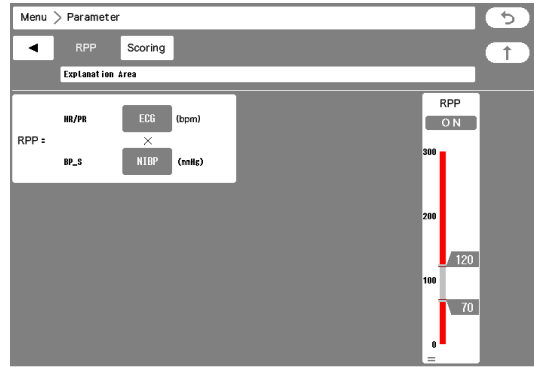 Menu > Parameter
RPP Scoring
Explanation Area
HR/PR ECG (bpm)
RPP = ×
BP_S NIBP (mmHg)
RPP
ON
300
200
120
100
70
0